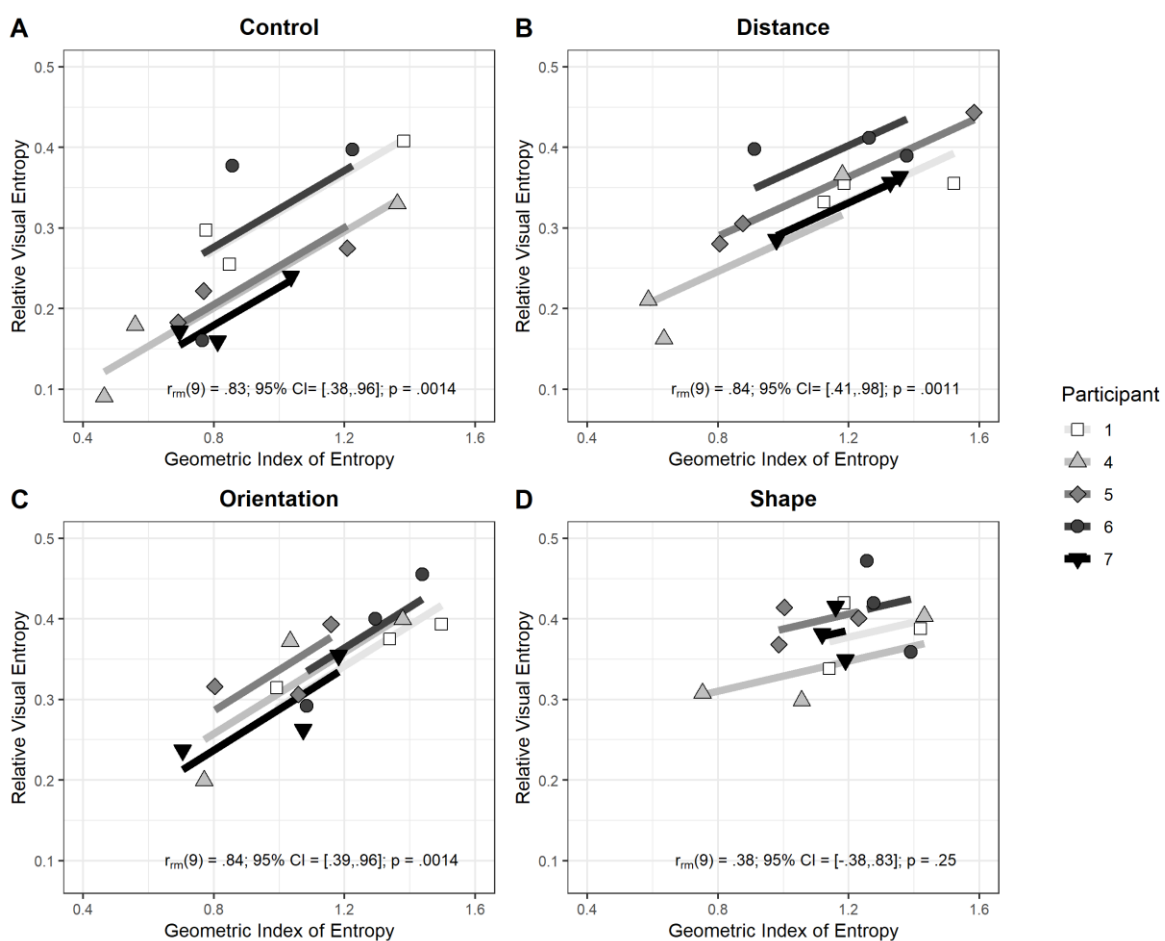 A
Control
Relative Visual Entropy
0.5
0.4
0.3
0.2
0.1
r_rm(9) = .83; 95% CI= [.38,.96]; p = .0014
0.4 0.8 1.2 1.6
Geometric Index of Entropy
B
Distance
Relative Visual Entropy
0.5
0.4
0.3
0.2
0.1
r_rm(9) = .84; 95% CI= [.41,.98]; p = .0011
0.4 0.8 1.2 1.6
Geometric Index of Entropy
C
Orientation
Relative Visual Entropy
0.5
0.4
0.3
0.2
0.1
r_rm(9) = .84; 95% CI = [.39,.96]; p = .0014
0.4 0.8 1.2 1.6
Geometric Index of Entropy
D
Shape
Relative Visual Entropy
0.5
0.4
0.3
0.2
0.1
r_rm(9) = .38; 95% CI = [-.38,.83]; p = .25
0.4 0.8 1.2 1.6
Geometric Index of Entropy
Participant
1
4
5
6
7